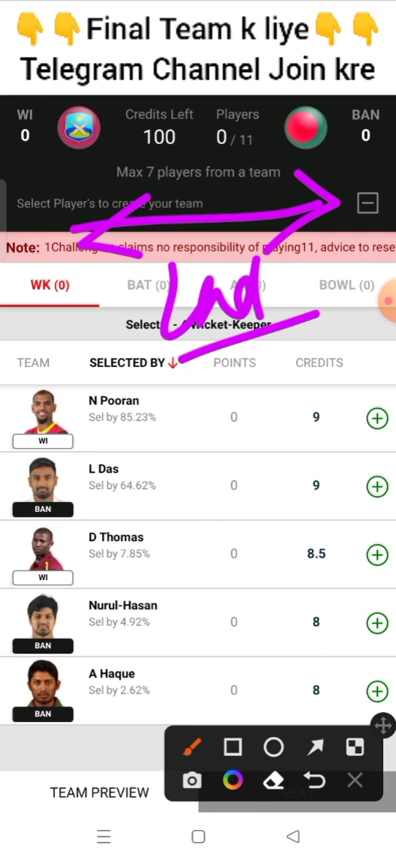 👇👇Final Team k liye👇👇
Telegram Channel Join kre
WI
0
Credits Left
100
Players
0 / 11
BAN
0
Max 7 players from a team
Select Player's to create your team
Note: 1Challenger claims no responsibility of playing11, advice to rese
WK (0)
BAT (0)
BOWL (0)
Select - Wicket-Keeper
TEAM
SELECTED BY
POINTS
CREDITS
N Pooran
Sel by 85.23%
0
9
WI
L Das
Sel by 64.62%
0
9
BAN
D Thomas
Sel by 7.85%
0
8.5
WI
Nurul-Hasan
Sel by 4.92%
0
8
BAN
A Haque
Sel by 2.62%
0
8
BAN
TEAM PREVIEW